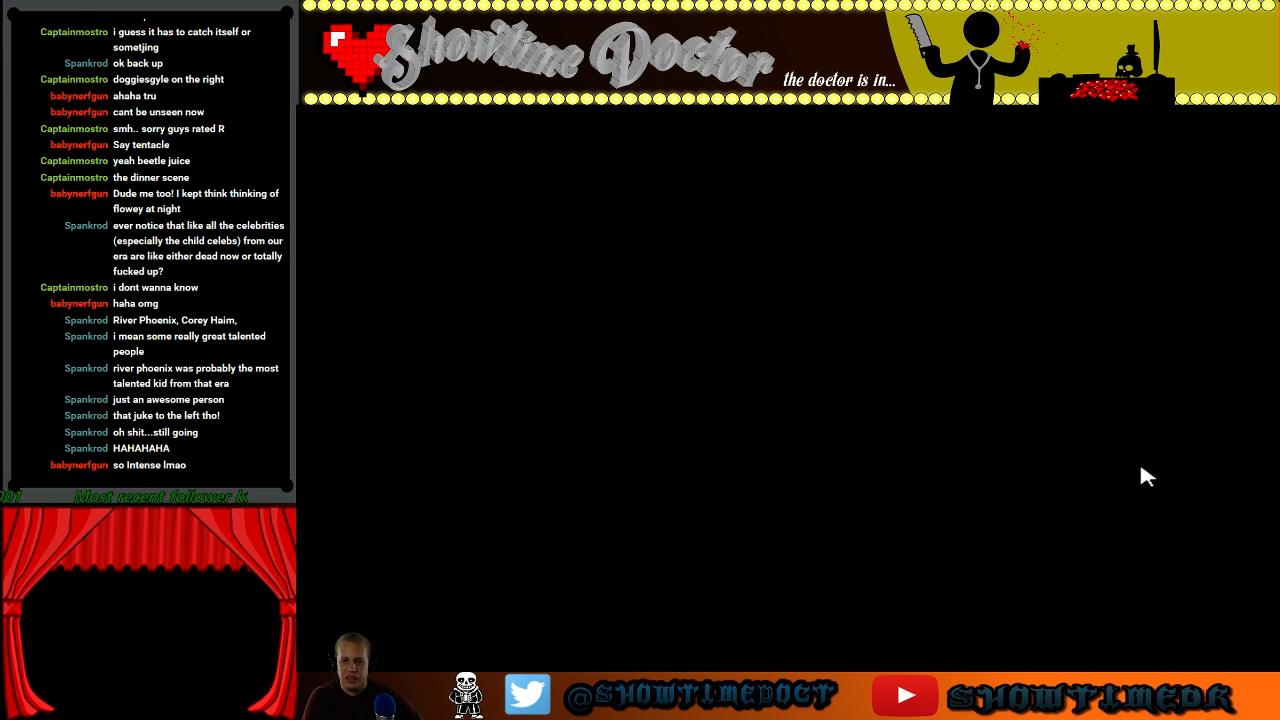 Captainmostro i guess it has to catch itself or
sometjing
Spankrod ok back up
Captainmostro doggiesgyle on the right
babynerfgun ahaha tru
babynerfgun cant be unseen now
Captainmostro smh.. sorry guys rated R
babynerfgun Say tentacle
Captainmostro yeah beetle juice
Captainmostro the dinner scene
babynerfgun Dude me too! I kept think thinking of
flowey at night
Spankrod ever notice that like all the celebrities
(especially the child celebs) from our
era are like either dead now or totally
fucked up?
Captainmostro i dont wanna know
babynerfgun haha omg
Spankrod River Phoenix, Corey Haim,
Spankrod i mean some really great talented
people
Spankrod river phoenix was probably the most
talented kid from that era
Spankrod just an awesome person
Spankrod that juke to the left tho!
Spankrod oh shit...still going
Spankrod HAHAHAHA
babynerfgun so Intense lmao
001 Most recent follower k
Showtime Doctor
the doctor is in...
@SHOWTIMEDOCT
SHOWTIMEDR